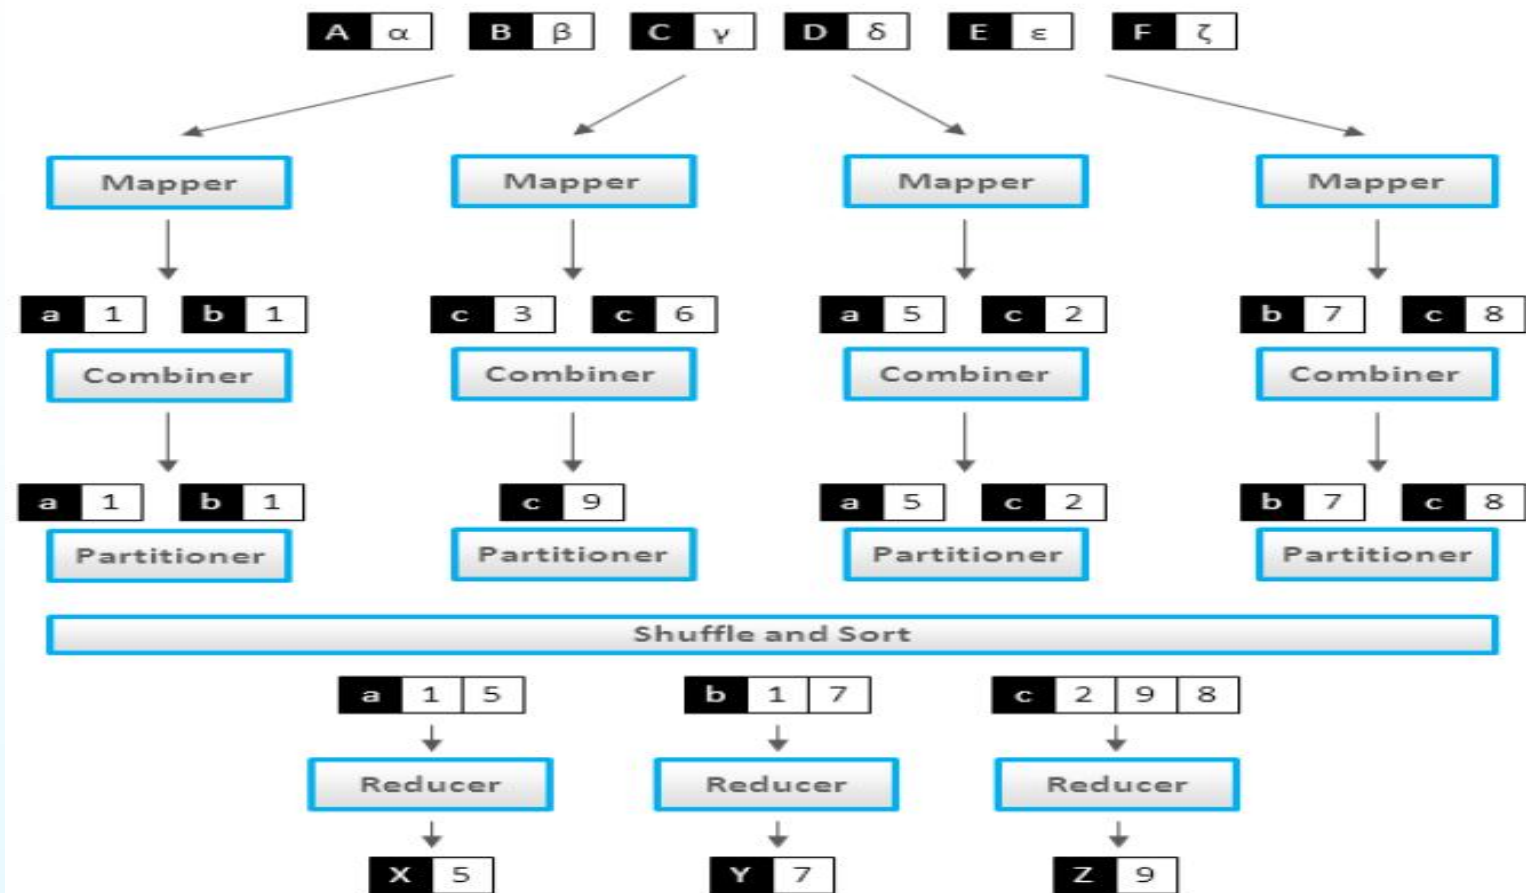 A α B β C γ D δ E ε F ζ
Mapper Mapper Mapper Mapper
a 1 b 1 c 3 c 6 a 5 c 2 b 7 c 8
Combiner Combiner Combiner Combiner
a 1 b 1 c 9 a 5 c 2 b 7 c 8
Partitioner Partitioner Partitioner Partitioner
Shuffle and Sort
a 1 5 b 1 7 c 2 9 8
Reducer Reducer Reducer
X 5 Y 7 Z 9